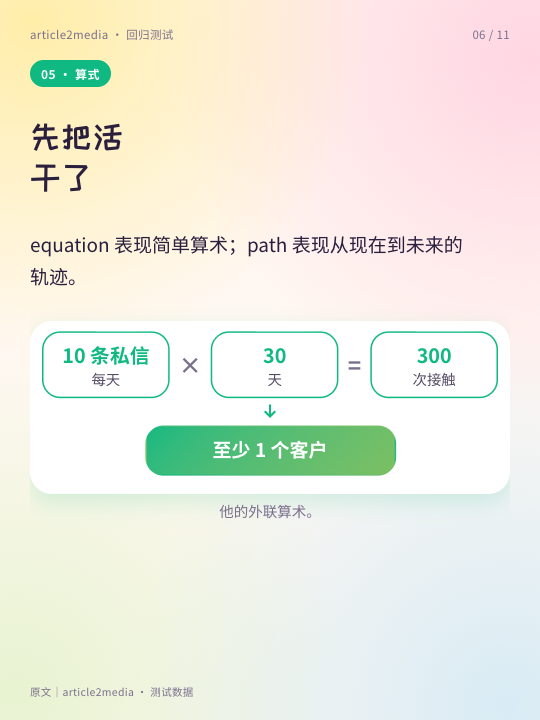 article2media · 回归测试
06 / 11
05 · 算式
先把活
干了
equation 表现简单算术；path 表现从现在到未来的
轨迹。
10 条私信 × 30 = 300
每天 天 次接触
↓
至少 1 个客户
他的外联算术。
原文｜article2media · 测试数据